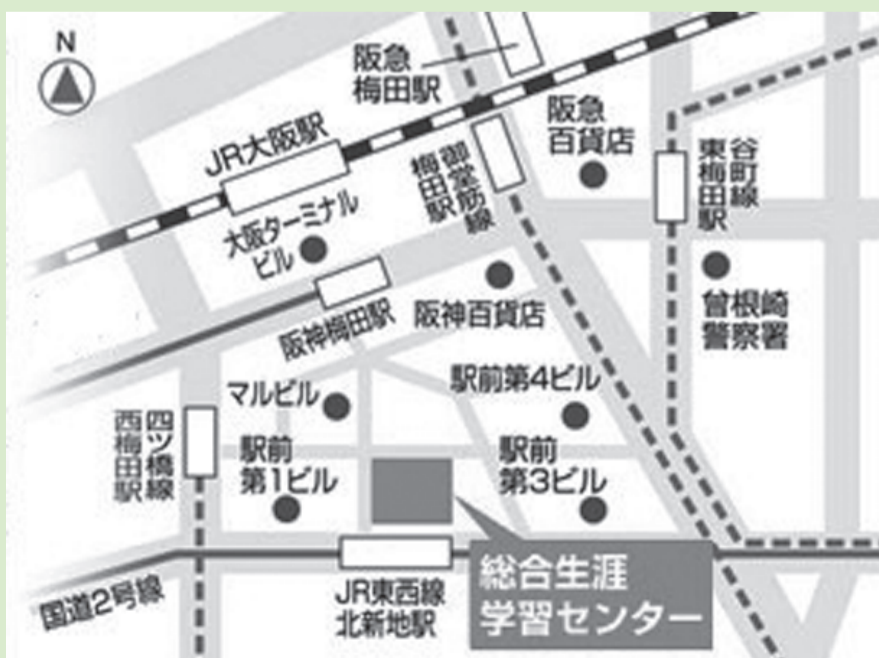 N
阪急
梅田駅
阪急
百貨店
JR大阪駅
御堂筋線
梅田駅
谷町線
東梅田駅
大阪ターミナル
ビル
阪神梅田駅
阪神百貨店
曾根崎
警察署
マルビル
駅前第4ビル
四ツ橋線
西梅田駅
駅前
第1ビル
駅前
第3ビル
総合生涯
学習センター
国道2号線
JR東西線
北新地駅